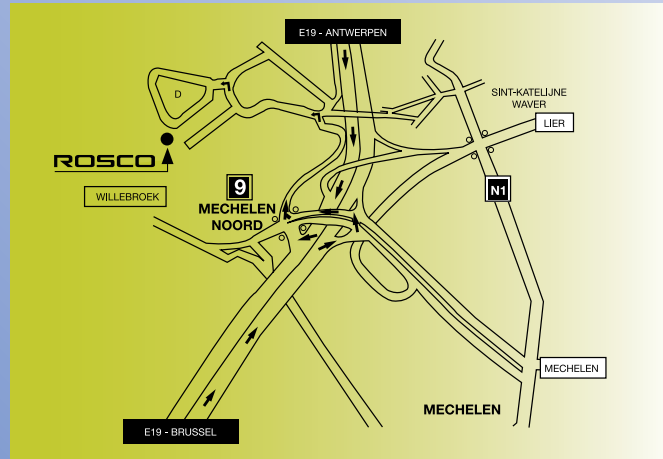 E19 - ANTWERPEN
D
SINT-KATELIJNE
WAVER
LIER
ROSCO
WILLEBROEK
9
MECHELEN
NOORD
N1
MECHELEN
MECHELEN
E19 - BRUSSEL